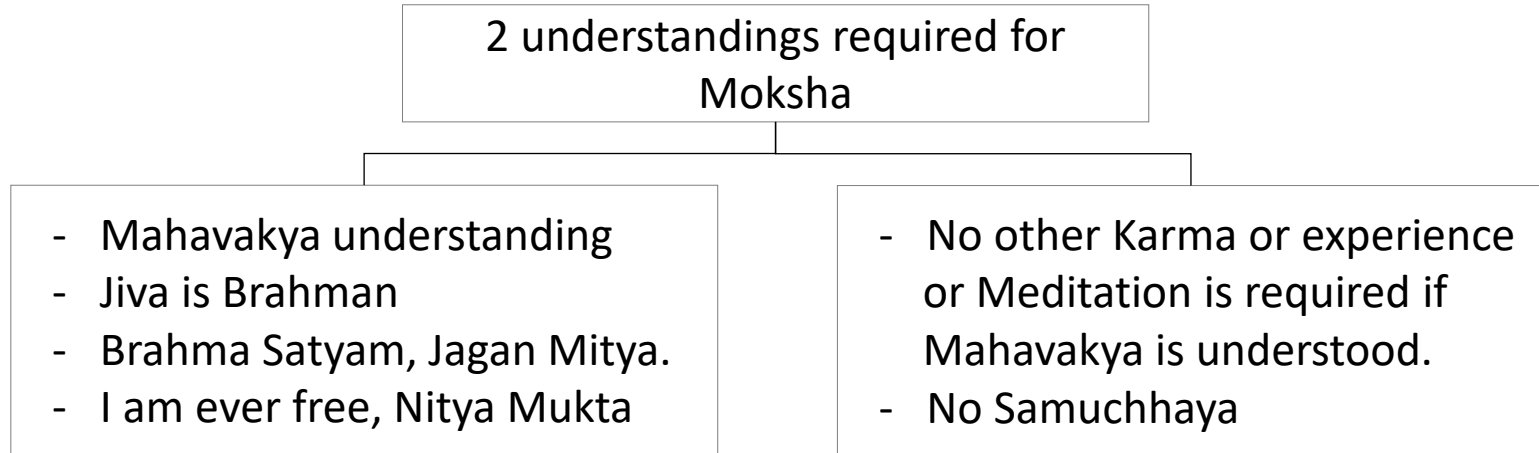 2 understandings required for
Moksha
- Mahavakya understanding
- Jiva is Brahman
- Brahma Satyam, Jagan Mitya.
- I am ever free, Nitya Mukta
- No other Karma or experience
or Meditation is required if
Mahavakya is understood.
- No Samuchhaya